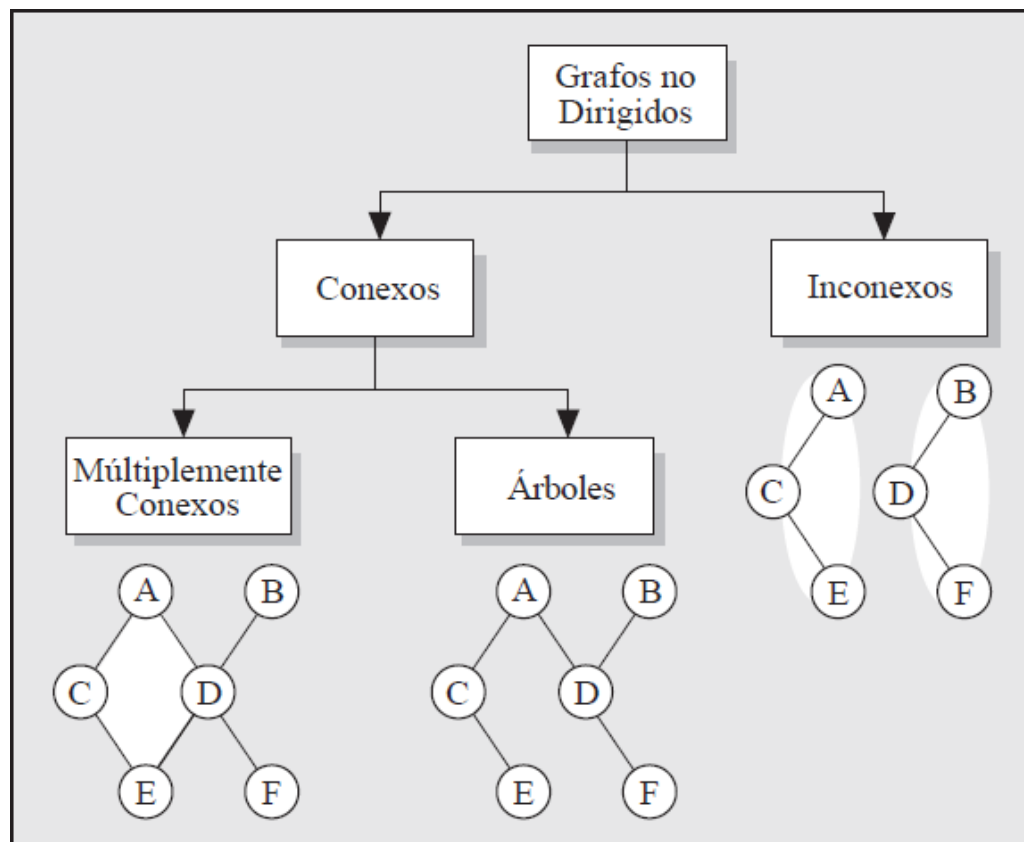 Grafos no
Dirigidos
Conexos
Inconexos
Múltiplemente
Conexos
Árboles
A
B
C
D
E
F
A
B
C
D
E
F
A
B
C
D
E
F